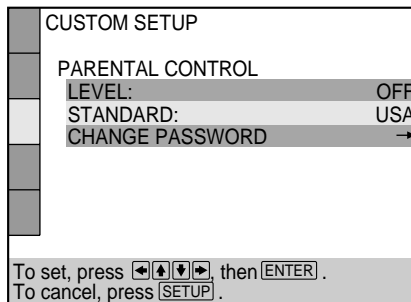 CUSTOM SETUP
PARENTAL CONTROL
LEVEL: OFF
STANDARD: USA
CHANGE PASSWORD →
To set, press ←↑↓→, then ENTER .
To cancel, press SETUP .